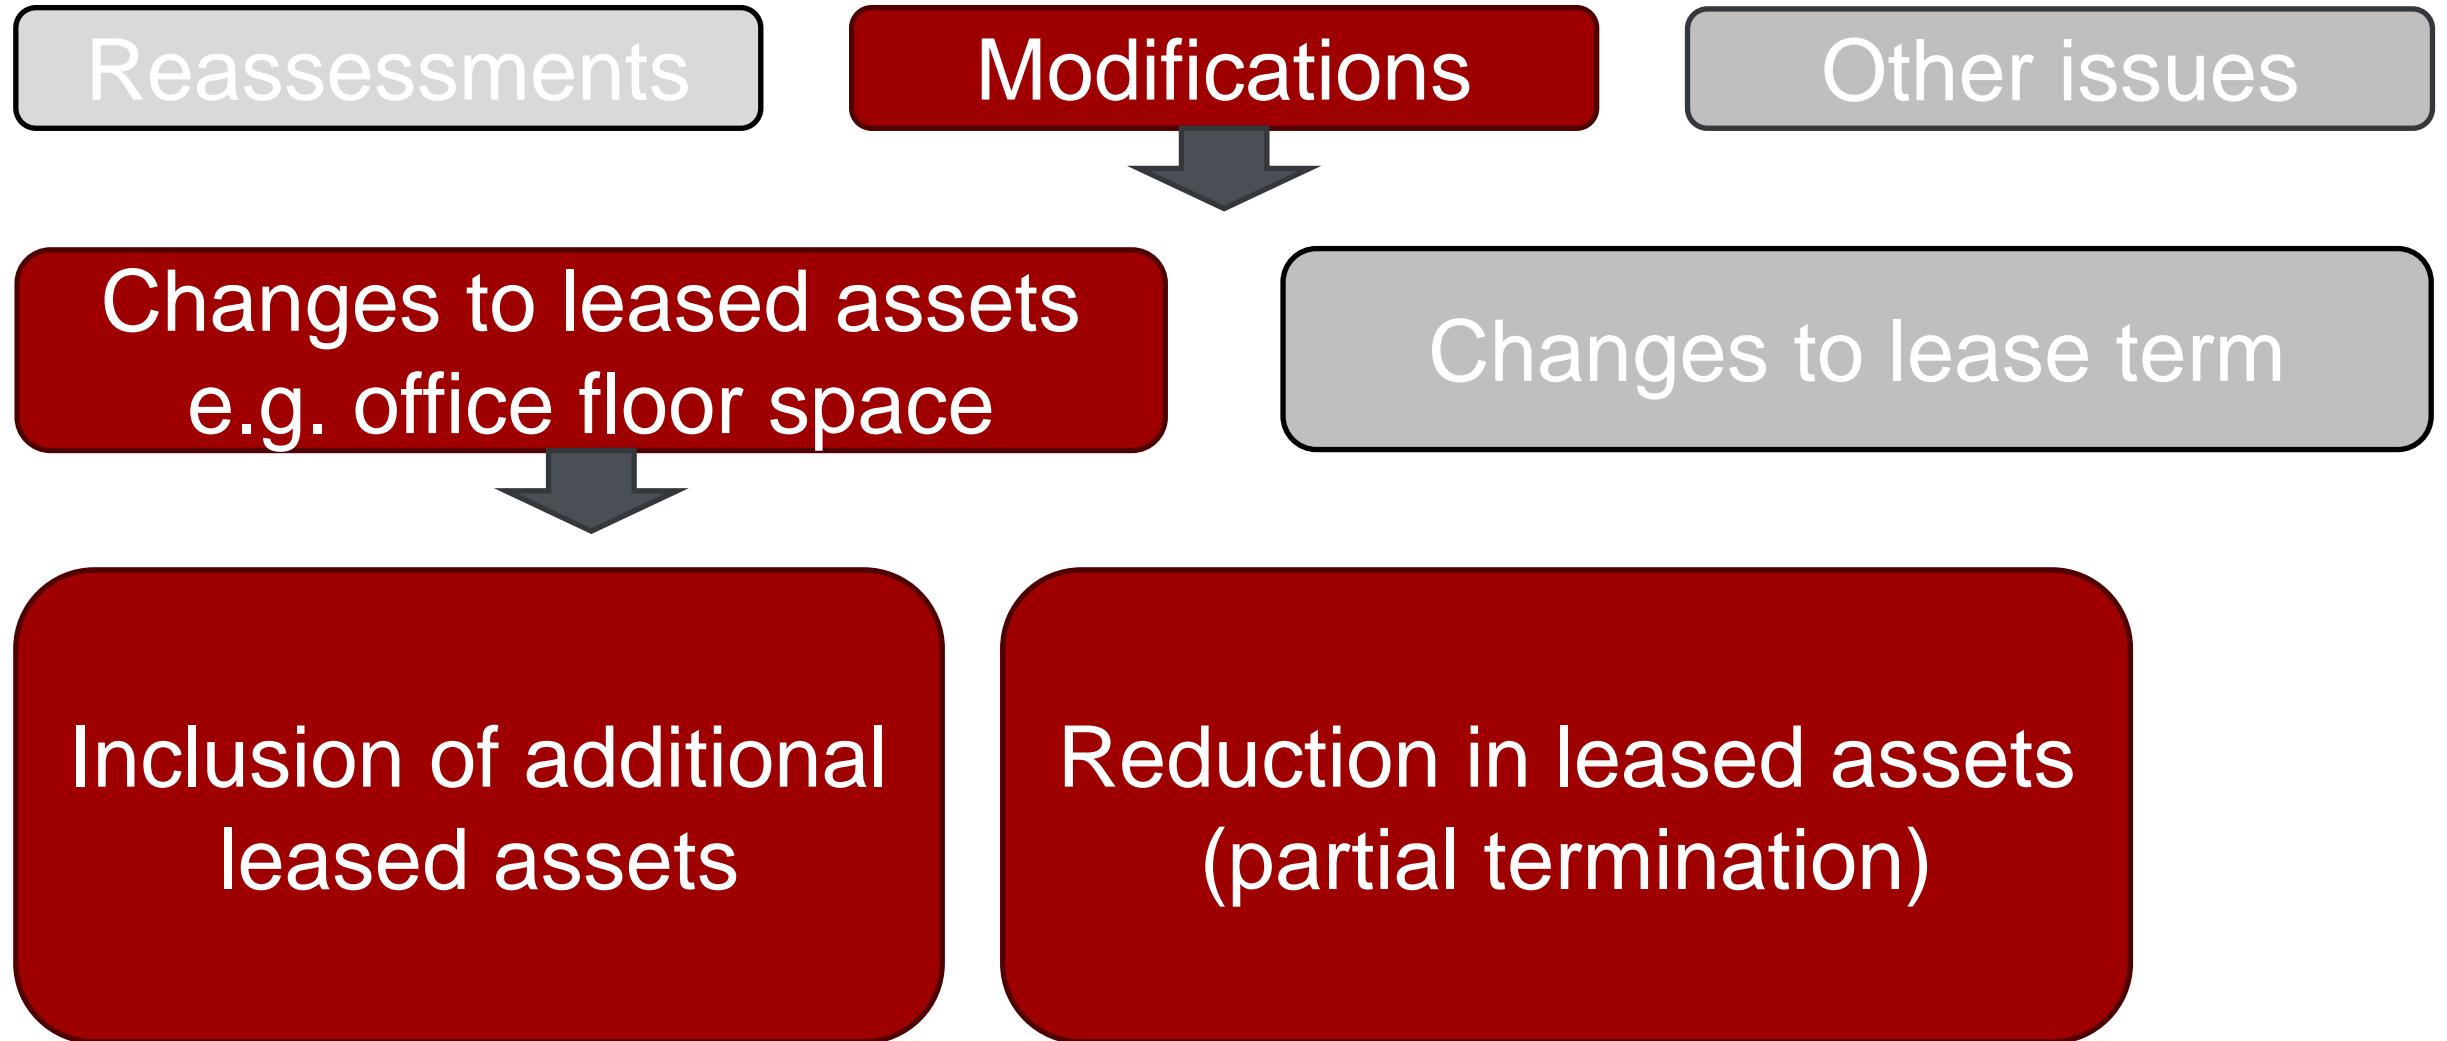 Reassessments
Modifications
Other issues
Changes to leased assets
e.g. office floor space
Changes to lease term
Inclusion of additional
leased assets
Reduction in leased assets
(partial termination)